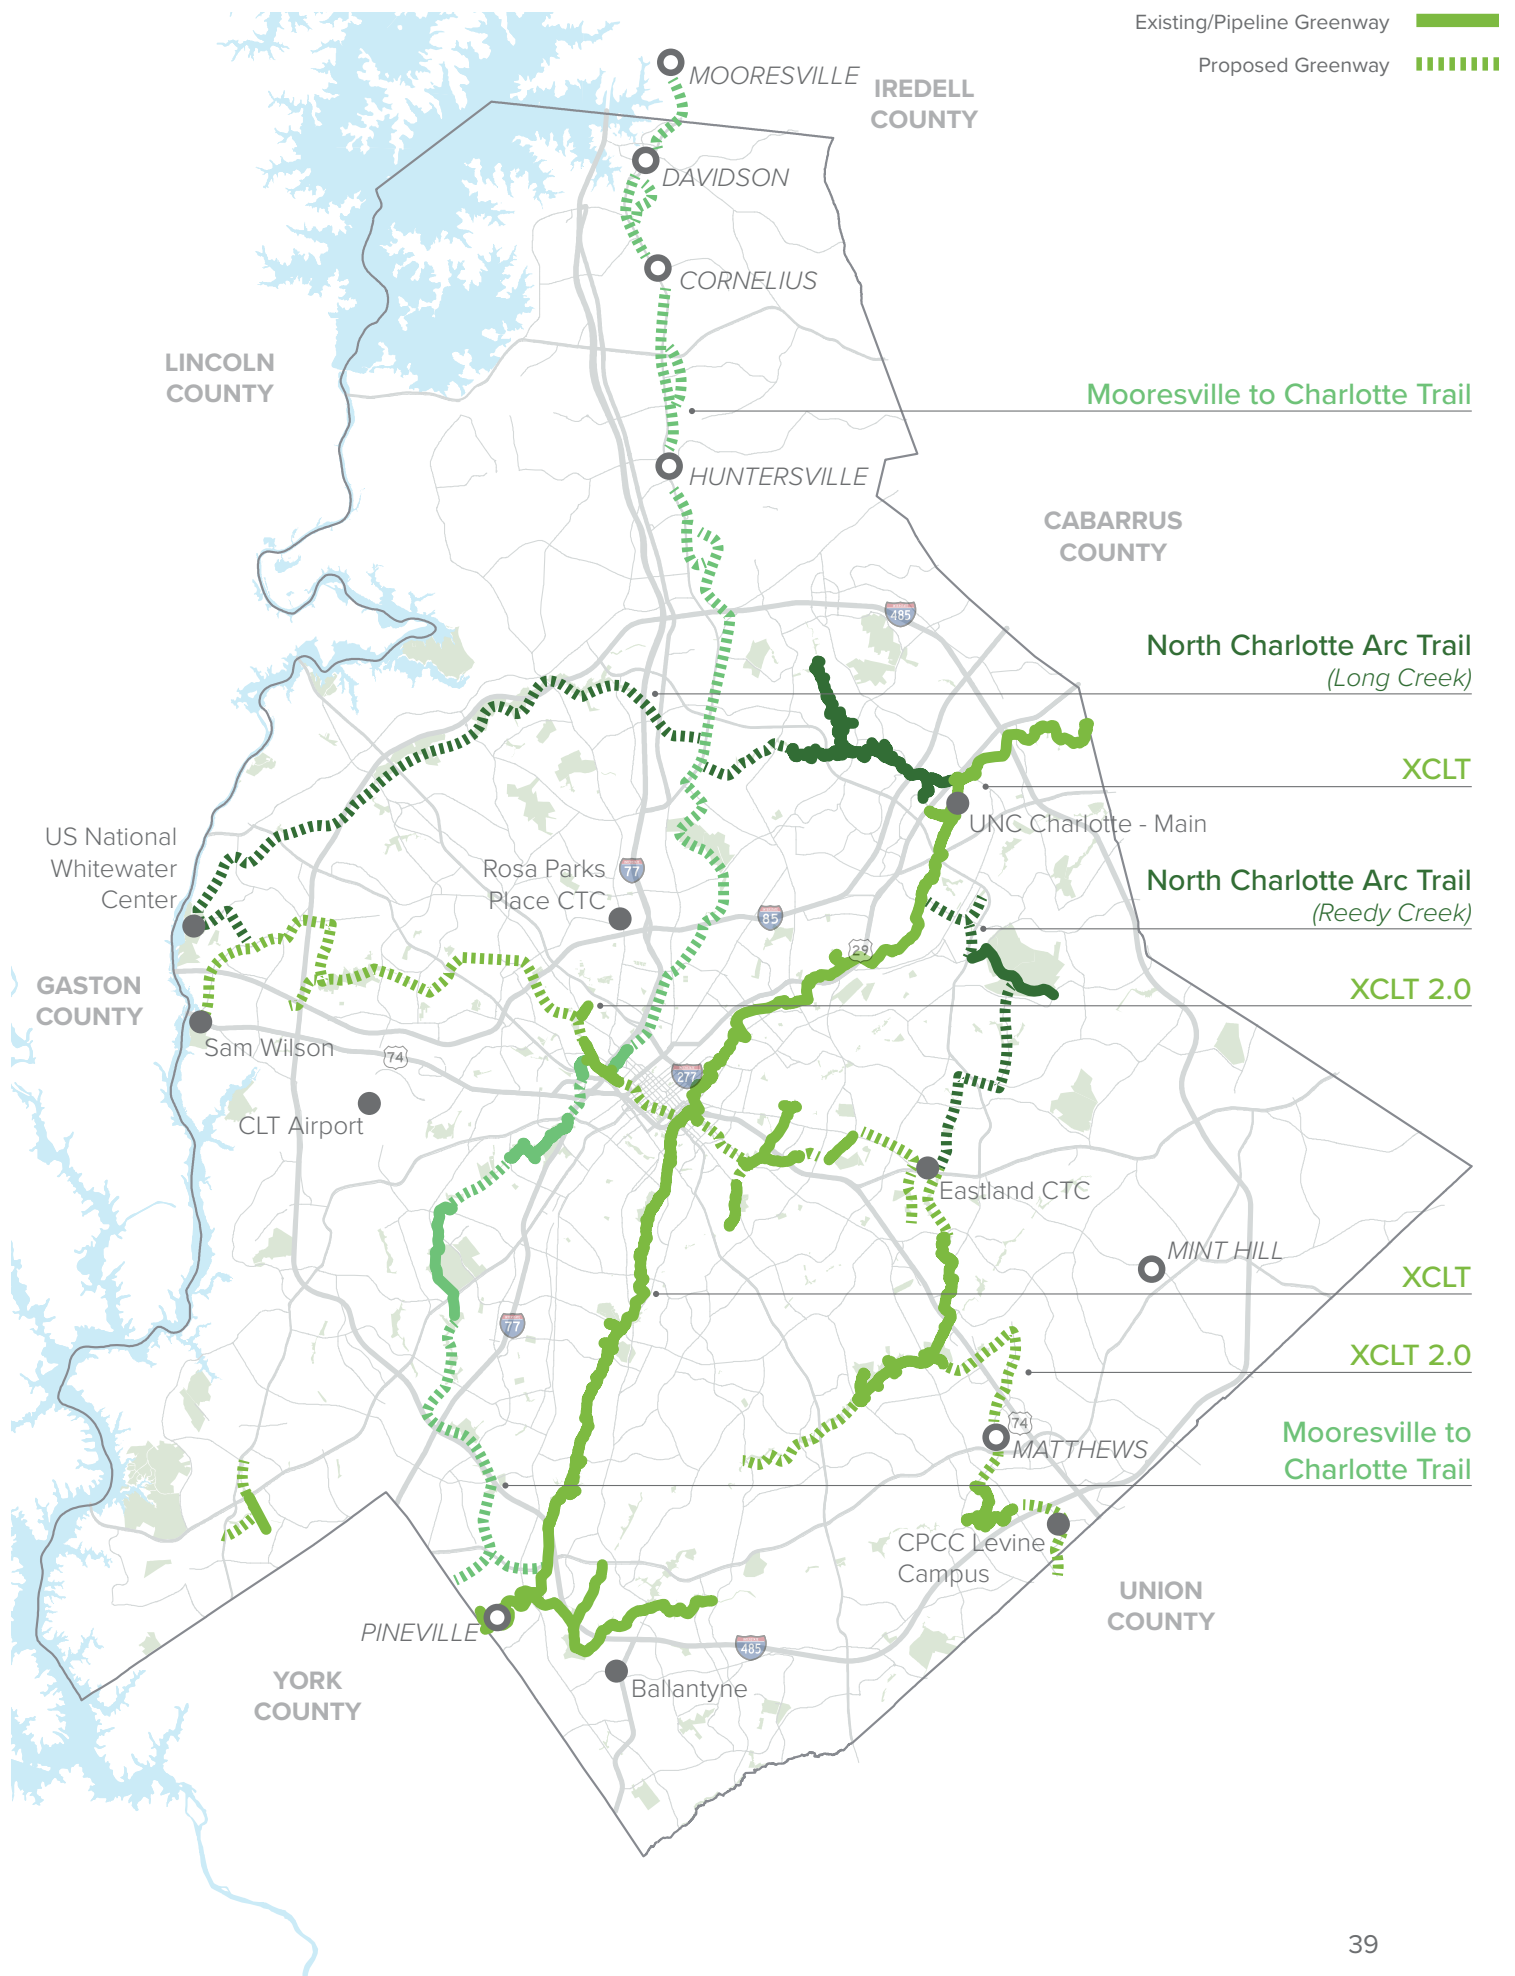 Existing/Pipeline Greenway
Proposed Greenway
MOORESVILLE
IREDELL
COUNTY
DAVIDSON
CORNELIUS
LINCOLN
COUNTY
Mooresville to Charlotte Trail
HUNTERSVILLE
CABARRUS
COUNTY
485
North Charlotte Arc Trail
(Long Creek)
XCLT
UNC Charlotte - Main
US National
Whitewater
Center
Rosa Parks
Place CTC
77
85
North Charlotte Arc Trail
(Reedy Creek)
29
GASTON
COUNTY
XCLT 2.0
Sam Wilson
74
277
CLT Airport
Eastland CTC
MINT HILL
XCLT
77
XCLT 2.0
74
MATTHEWS
Mooresville to
Charlotte Trail
CPCC Levine
Campus
UNION
COUNTY
PINEVILLE
485
YORK
COUNTY
Ballantyne
39